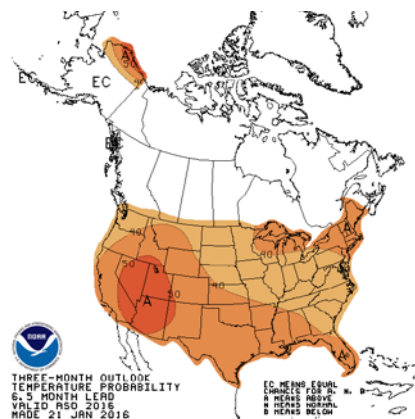 A
50
EC
EC
40
A
40
50
A
50
40
A
NOAA
THREE-MONTH OUTLOOK
TEMPERATURE PROBABILITY
6.5 MONTH LEAD
VALID ASO 2016
MADE 21 JAN 2016
EC MEANS EQUAL
CHANCES FOR A, N, B
A MEANS ABOVE
N MEANS NORMAL
B MEANS BELOW